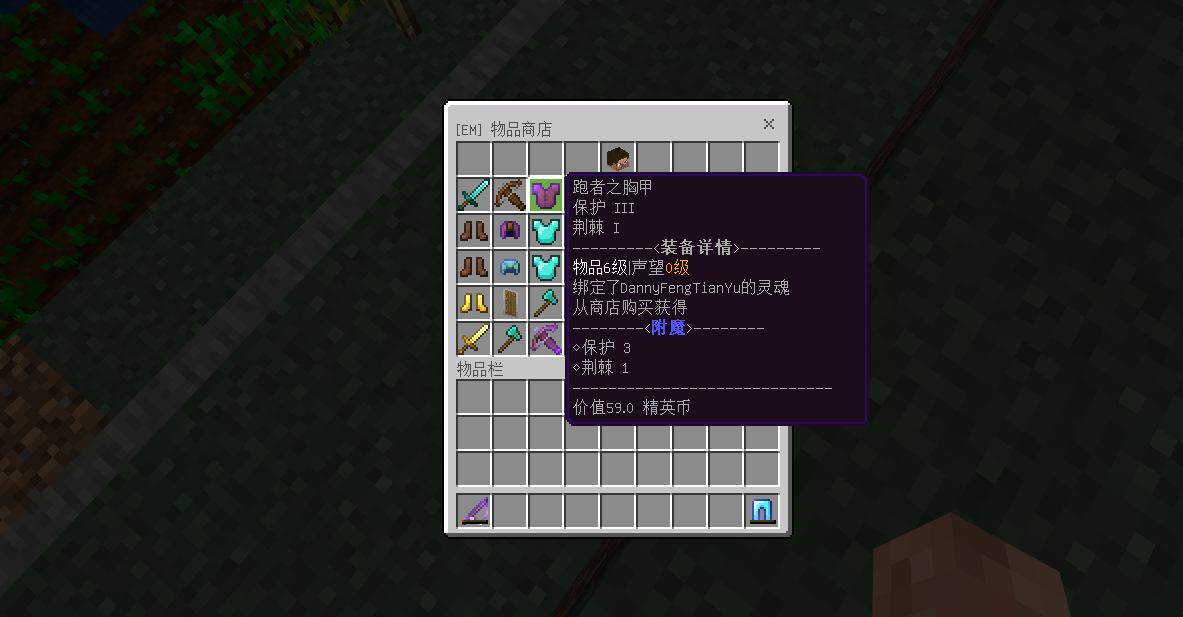 [EM] 物品商店
跑者之胸甲
保护 III
荆棘 I
---------<装备详情>---------
物品6级|声望0级
绑定了DannyFengTianYu的灵魂
从商店购买获得
--------<附魔>--------
◇保护 3
◇荆棘 1
-----------------------------
价值59.0 精英币
物品栏